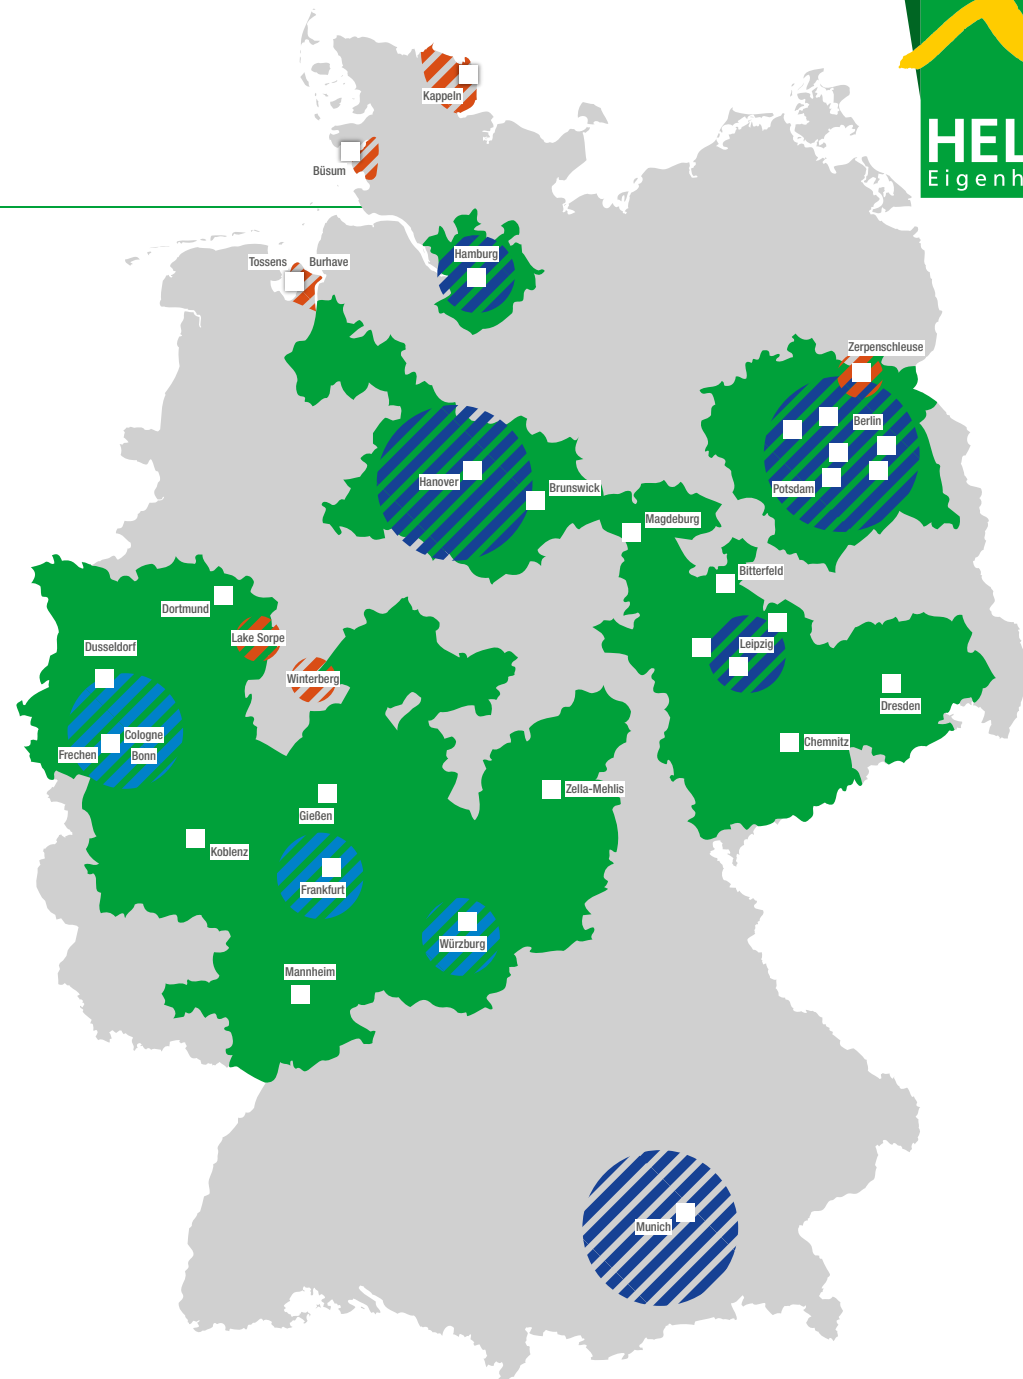 Kappeln
HEL
Eigenh
Büsum
Hamburg
Tossens
Burhave
Zerpenschleuse
Berlin
Hanover
Brunswick
Potsdam
Magdeburg
Bitterfeld
Dortmund
Lake Sorpe
Dusseldorf
Leipzig
Winterberg
Dresden
Cologne
Frechen
Bonn
Chemnitz
Zella-Mehlis
Gießen
Koblenz
Frankfurt
Würzburg
Mannheim
Munich